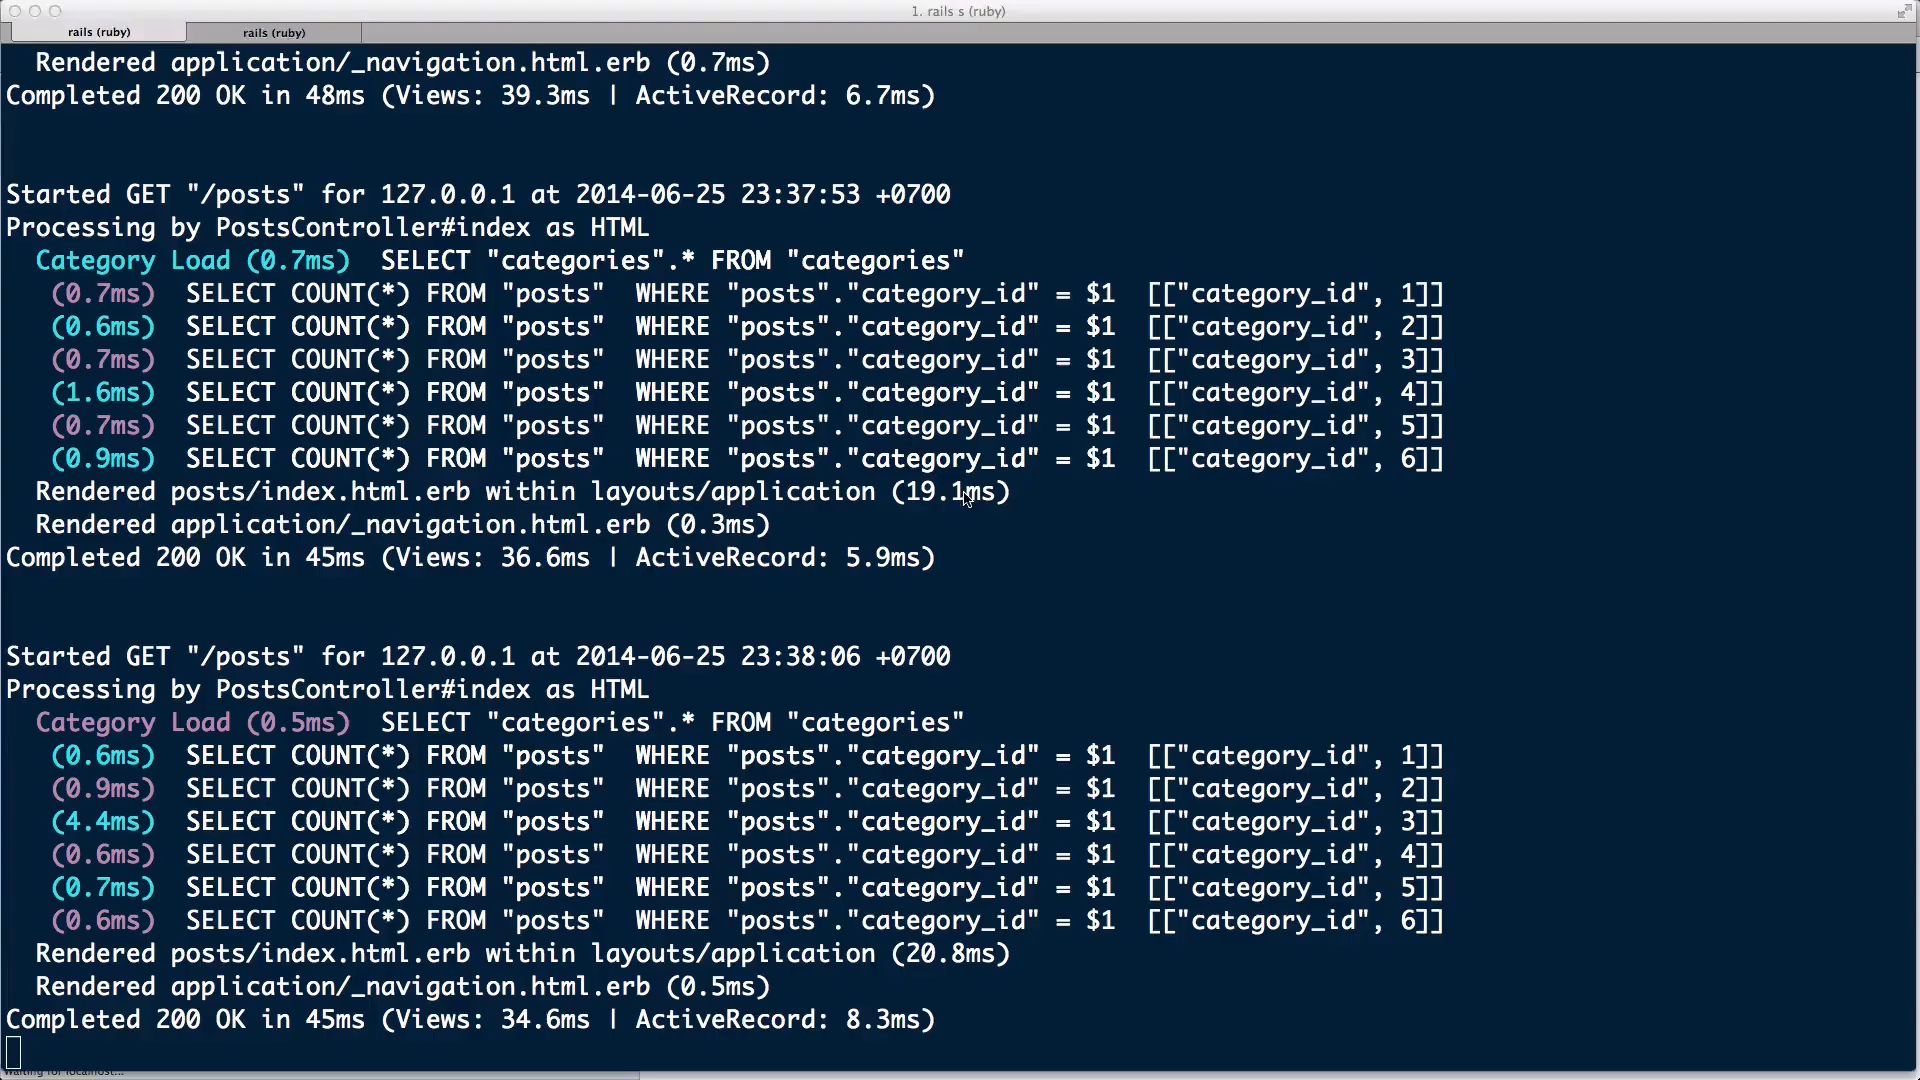 1. rails s (ruby)
rails (ruby)
rails (ruby)
Rendered application/_navigation.html.erb (0.7ms)
Completed 200 OK in 48ms (Views: 39.3ms | ActiveRecord: 6.7ms)
Started GET "/posts" for 127.0.0.1 at 2014-06-25 23:37:53 +0700
Processing by PostsController#index as HTML
Category Load (0.7ms)  SELECT "categories".* FROM "categories"
(0.7ms)  SELECT COUNT(*) FROM "posts"  WHERE "posts"."category_id" = $1  [["category_id", 1]]
(0.6ms)  SELECT COUNT(*) FROM "posts"  WHERE "posts"."category_id" = $1  [["category_id", 2]]
(0.7ms)  SELECT COUNT(*) FROM "posts"  WHERE "posts"."category_id" = $1  [["category_id", 3]]
(1.6ms)  SELECT COUNT(*) FROM "posts"  WHERE "posts"."category_id" = $1  [["category_id", 4]]
(0.7ms)  SELECT COUNT(*) FROM "posts"  WHERE "posts"."category_id" = $1  [["category_id", 5]]
(0.9ms)  SELECT COUNT(*) FROM "posts"  WHERE "posts"."category_id" = $1  [["category_id", 6]]
Rendered posts/index.html.erb within layouts/application (19.1ms)
Rendered application/_navigation.html.erb (0.3ms)
Completed 200 OK in 45ms (Views: 36.6ms | ActiveRecord: 5.9ms)
Started GET "/posts" for 127.0.0.1 at 2014-06-25 23:38:06 +0700
Processing by PostsController#index as HTML
Category Load (0.5ms)  SELECT "categories".* FROM "categories"
(0.6ms)  SELECT COUNT(*) FROM "posts"  WHERE "posts"."category_id" = $1  [["category_id", 1]]
(0.9ms)  SELECT COUNT(*) FROM "posts"  WHERE "posts"."category_id" = $1  [["category_id", 2]]
(4.4ms)  SELECT COUNT(*) FROM "posts"  WHERE "posts"."category_id" = $1  [["category_id", 3]]
(0.6ms)  SELECT COUNT(*) FROM "posts"  WHERE "posts"."category_id" = $1  [["category_id", 4]]
(0.7ms)  SELECT COUNT(*) FROM "posts"  WHERE "posts"."category_id" = $1  [["category_id", 5]]
(0.6ms)  SELECT COUNT(*) FROM "posts"  WHERE "posts"."category_id" = $1  [["category_id", 6]]
Rendered posts/index.html.erb within layouts/application (20.8ms)
Rendered application/_navigation.html.erb (0.5ms)
Completed 200 OK in 45ms (Views: 34.6ms | ActiveRecord: 8.3ms)
Waiting for localhost...